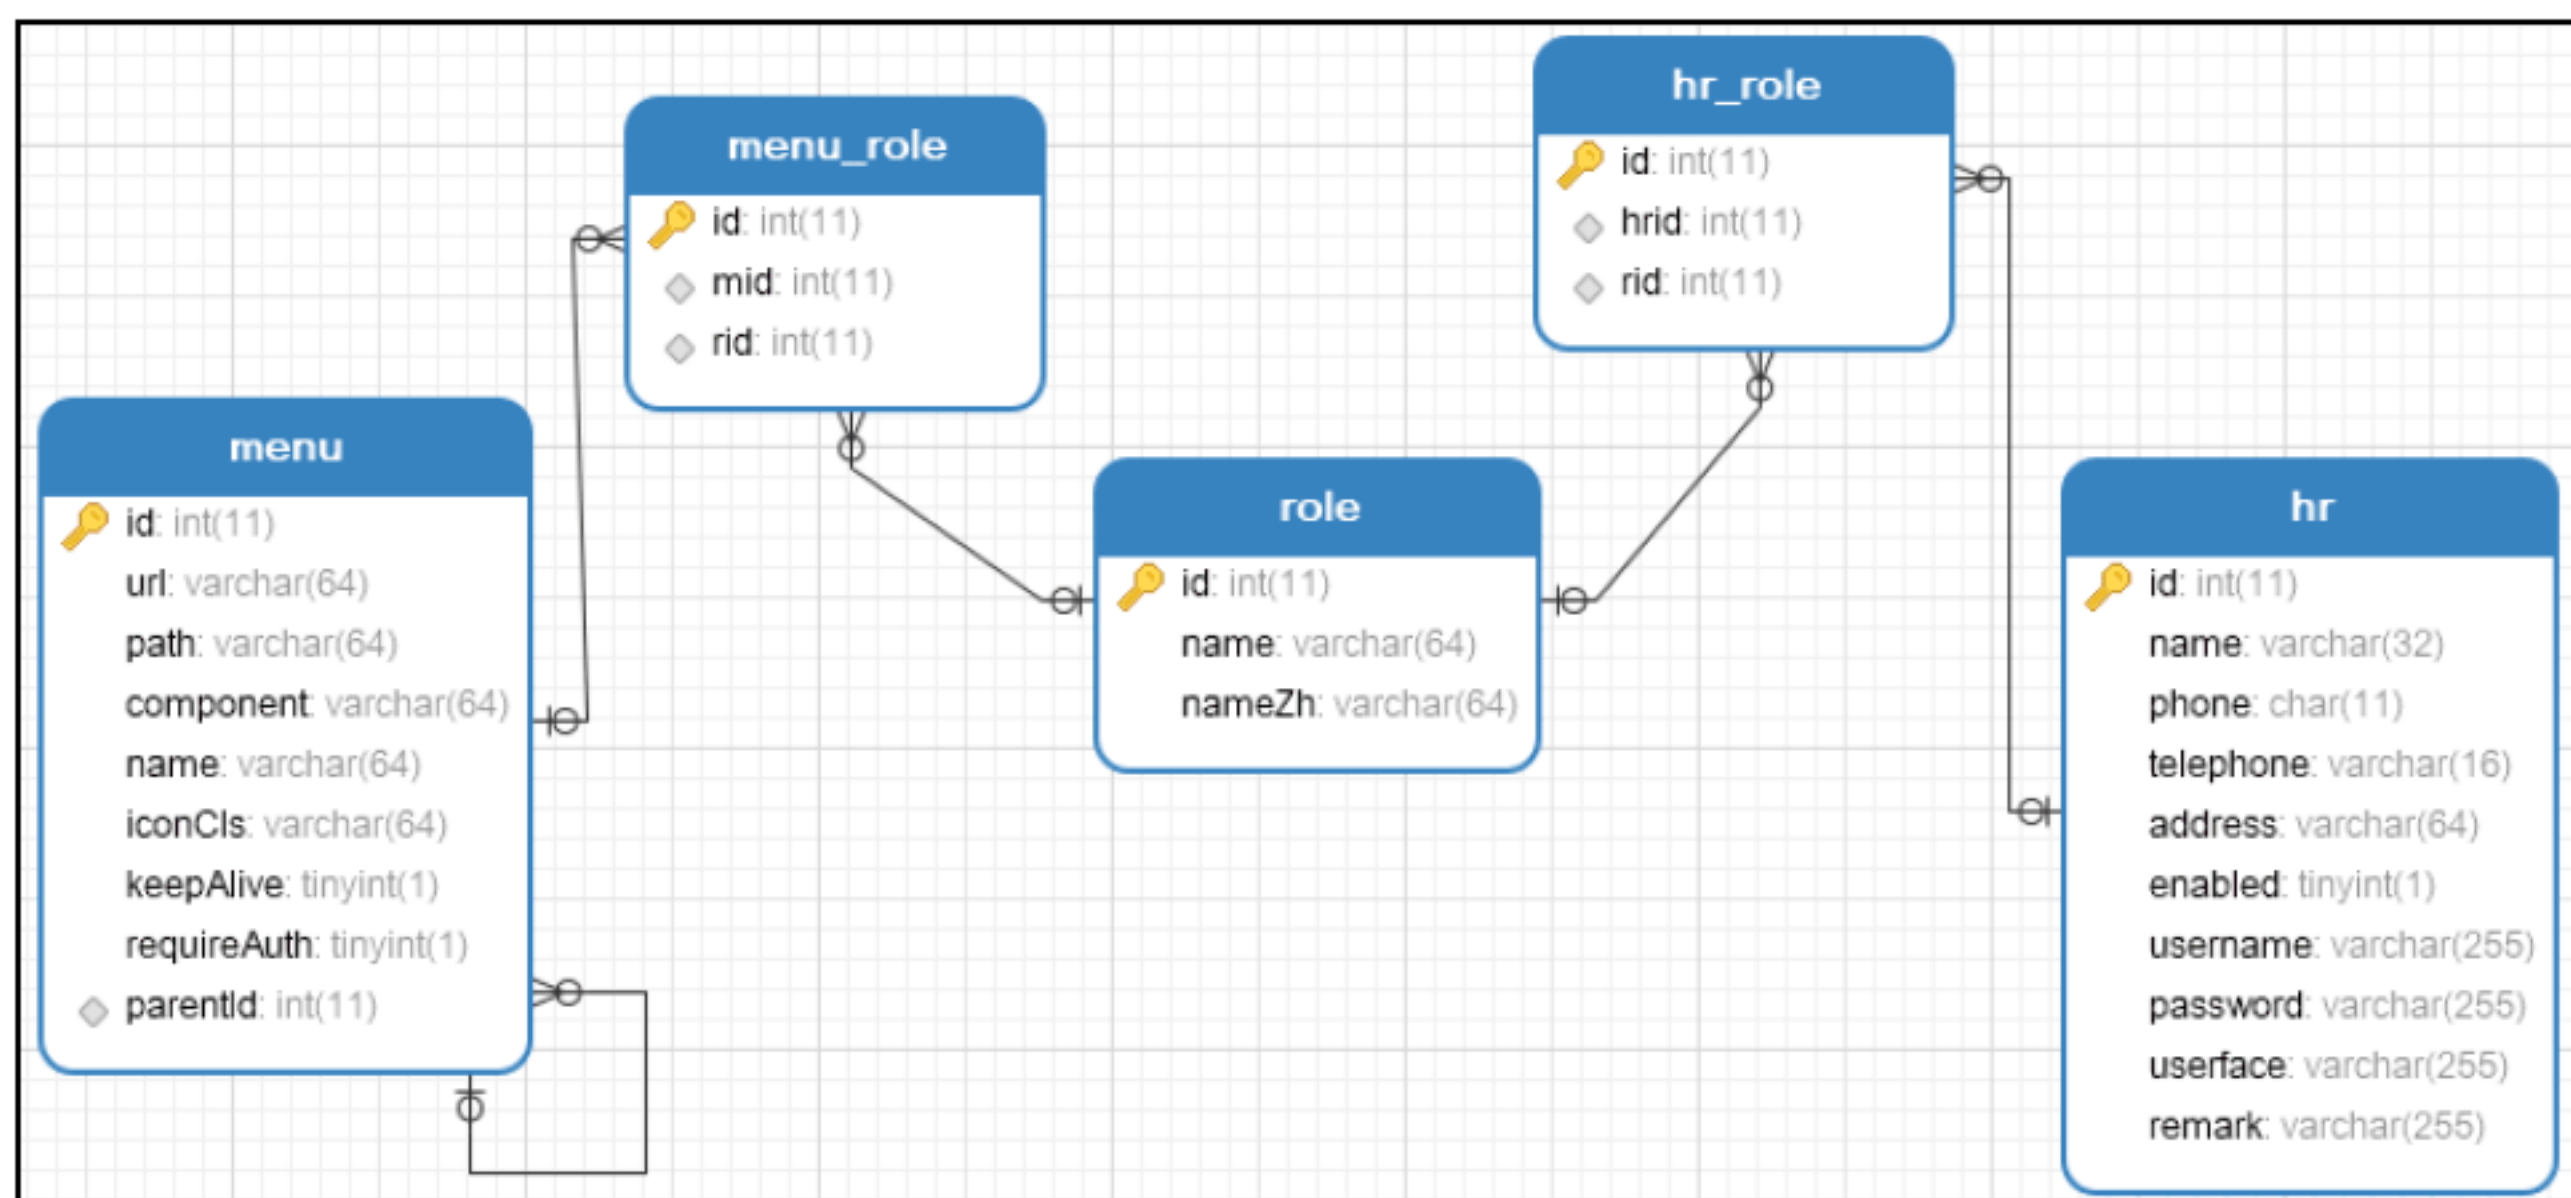 menu_role
id: int(11)
mid: int(11)
rid: int(11)
hr_role
id: int(11)
hrid: int(11)
rid: int(11)
menu
id: int(11)
url: varchar(64)
path: varchar(64)
component: varchar(64)
name: varchar(64)
iconCls: varchar(64)
keepAlive: tinyint(1)
requireAuth: tinyint(1)
parentId: int(11)
role
id: int(11)
name: varchar(64)
nameZh: varchar(64)
hr
id: int(11)
name: varchar(32)
phone: char(11)
telephone: varchar(16)
address: varchar(64)
enabled: tinyint(1)
username: varchar(255)
password: varchar(255)
userface: varchar(255)
remark: varchar(255)